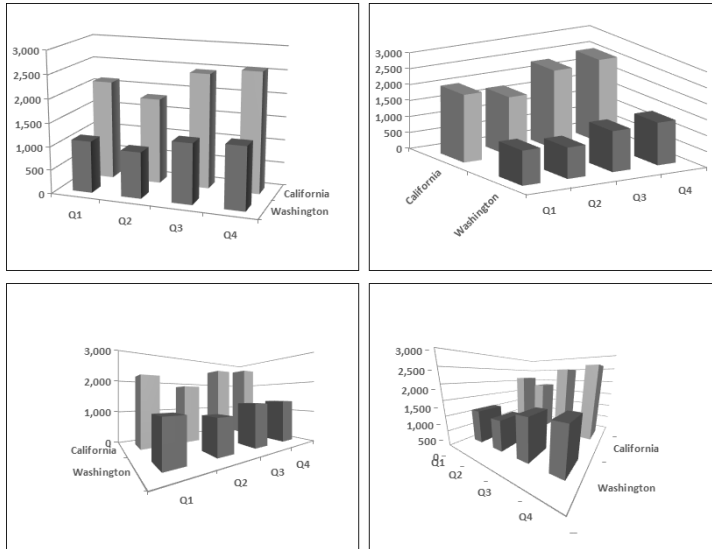 3,000
2,500
2,000
1,500
1,000
500
0
Q1
Q2
Q3
Q4
California
Washington
3,000
2,500
2,000
1,500
1,000
500
0
California
Washington
Q1
Q2
Q3
Q4
3,000
2,000
1,000
0
California
Washington
Q1
Q2
Q3
Q4
3,000
2,500
2,000
1,500
1,000
500
0
Q1
Q2
Q3
Q4
California
Washington